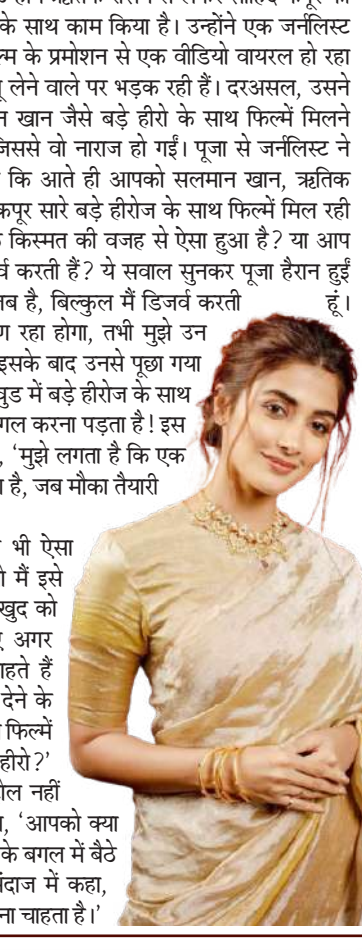 के साथ काम किया है। उन्होंने एक जर्नलिस्ट
ल्म के प्रमोशन से एक वीडियो वायरल हो रहा
लेने वाले पर भड़क रही हैं। दरअसल, उसने
न खान जैसे बड़े हीरो के साथ फिल्में मिलने
जिससे वो नाराज हो गईं। पूजा से जर्नलिस्ट ने
कि आते ही आपको सलमान खान, ऋतिक
कपूर सारे बड़े हीरोज के साथ फिल्में मिल रही
किस्मत की वजह से ऐसा हुआ है? या आप
र्व करती हैं? ये सवाल सुनकर पूजा हैरान हुईं
ब है, बिल्कुल मैं डिजर्व करती हूं।
ण रहा होगा, तभी मुझे उन
इसके बाद उनसे पूछा गया
वुड में बड़े हीरोज के साथ
गल करना पड़ता है! इस
, 'मुझे लगता है कि एक
है, जब मौका तैयारी
भी ऐसा
ो मैं इसे
खुद को
अगर
ाहते हैं
देने के
फिल्में
हीरो?'
ोल नहीं
, 'आपको क्या
के बगल में बैठे
अंदाज में कहा,
ना चाहता है।'